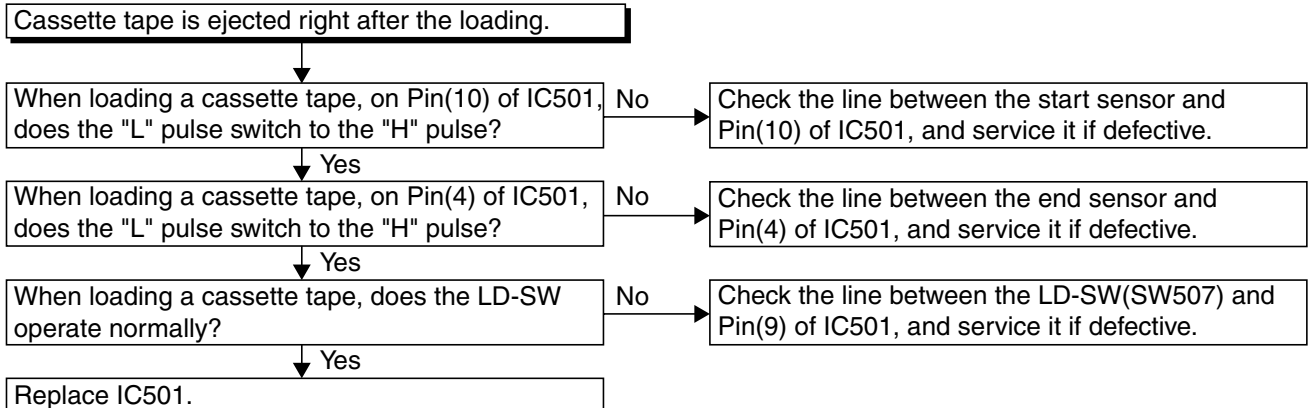 Cassette tape is ejected right after the loading.
When loading a cassette tape, on Pin(10) of IC501,
does the "L" pulse switch to the "H" pulse?
No
Check the line between the start sensor and
Pin(10) of IC501, and service it if defective.
Yes
When loading a cassette tape, on Pin(4) of IC501,
does the "L" pulse switch to the "H" pulse?
No
Check the line between the end sensor and
Pin(4) of IC501, and service it if defective.
Yes
When loading a cassette tape, does the LD-SW
operate normally?
No
Check the line between the LD-SW(SW507) and
Pin(9) of IC501, and service it if defective.
Yes
Replace IC501.